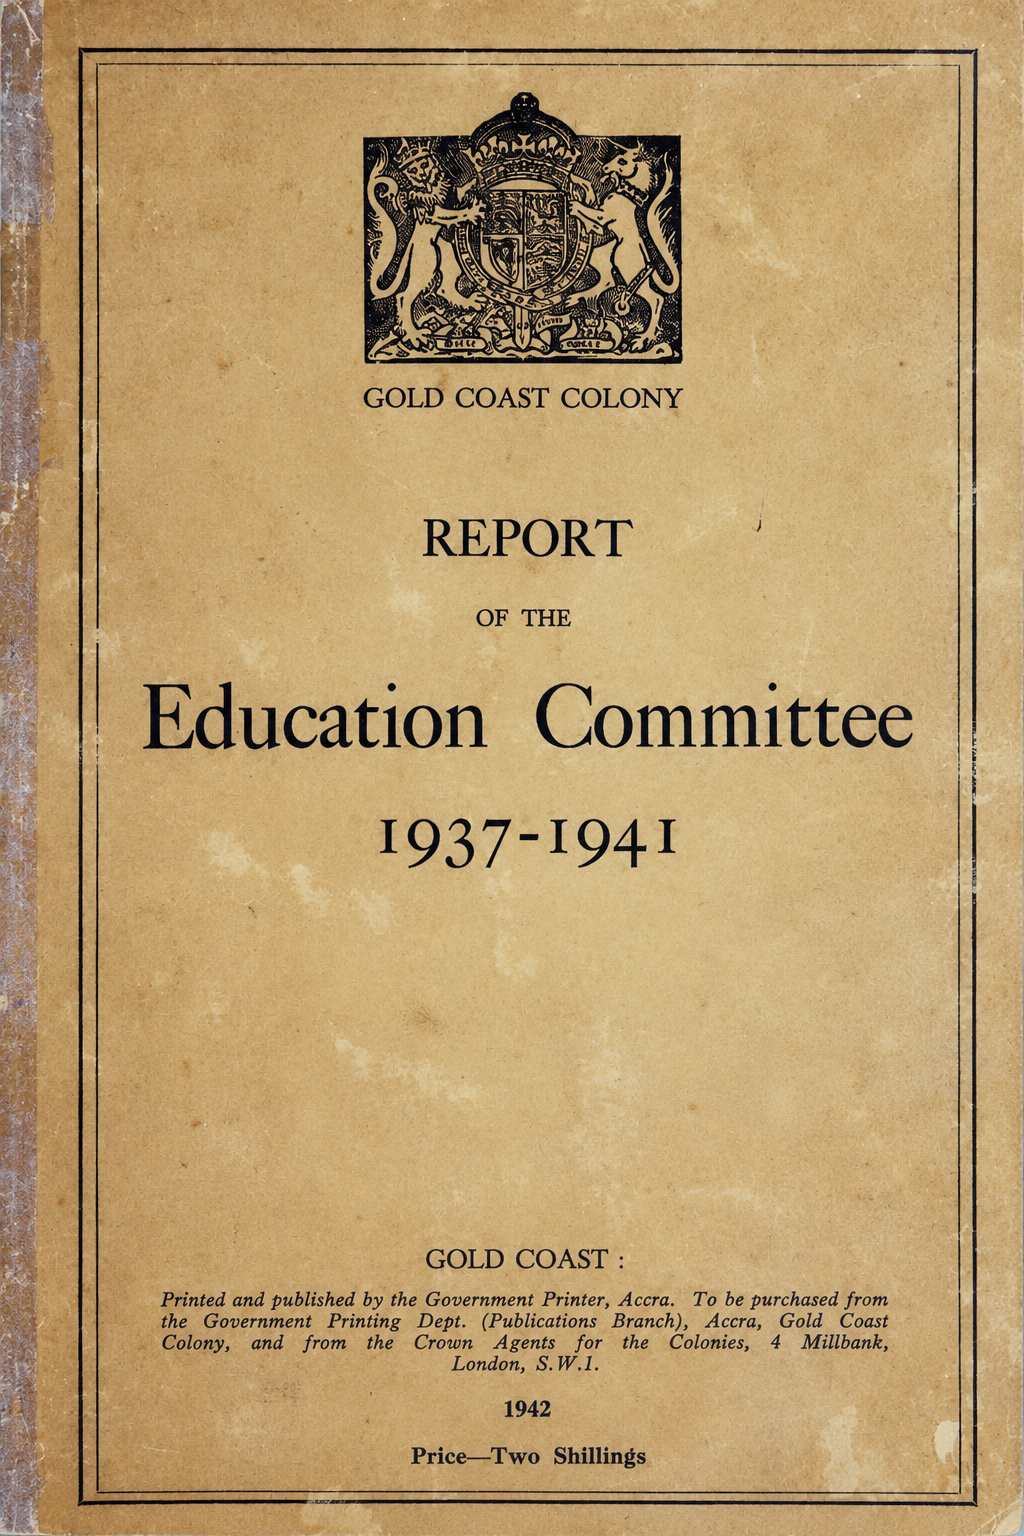 GOLD COAST COLONY
REPORT
OF THE
Education Committee
1937-1941
GOLD COAST :
Printed and published by the Government Printer, Accra. To be purchased from
the Government Printing Dept. (Publications Branch), Accra, Gold Coast
Colony, and from the Crown Agents for the Colonies, 4 Millbank,
London, S.W.1.
1942
Price—Two Shillings